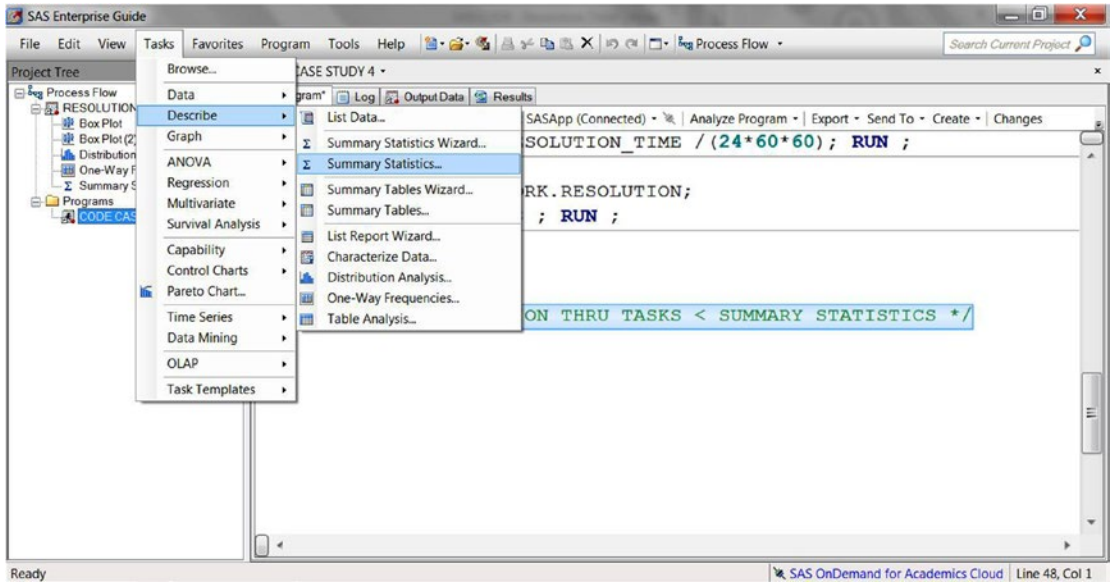 SAS Enterprise Guide
File Edit View Tasks Favorites Program Tools Help Process Flow Search Current Project
Project Tree
Process Flow
RESOLUTION
Box Plot
Box Plot (2)
Distribution
One-Way F
Summary S
Programs
CODE CAS
Browse...
Data
Describe
Graph
ANOVA
Regression
Multivariate
Survival Analysis
Capability
Control Charts
Pareto Chart...
Time Series
Data Mining
OLAP
Task Templates
List Data...
Summary Statistics Wizard...
Summary Statistics...
Summary Tables Wizard...
Summary Tables...
List Report Wizard...
Characterize Data...
Distribution Analysis...
One-Way Frequencies...
Table Analysis...
CASE STUDY 4
gram* Log Output Data Results
SASApp (Connected) Analyze Program Export Send To Create Changes
SOLUTION_TIME /(24*60*60); RUN ;
RK.RESOLUTION;
; RUN ;
ON THRU TASKS < SUMMARY STATISTICS */
Ready SAS OnDemand for Academics Cloud Line 48, Col 1